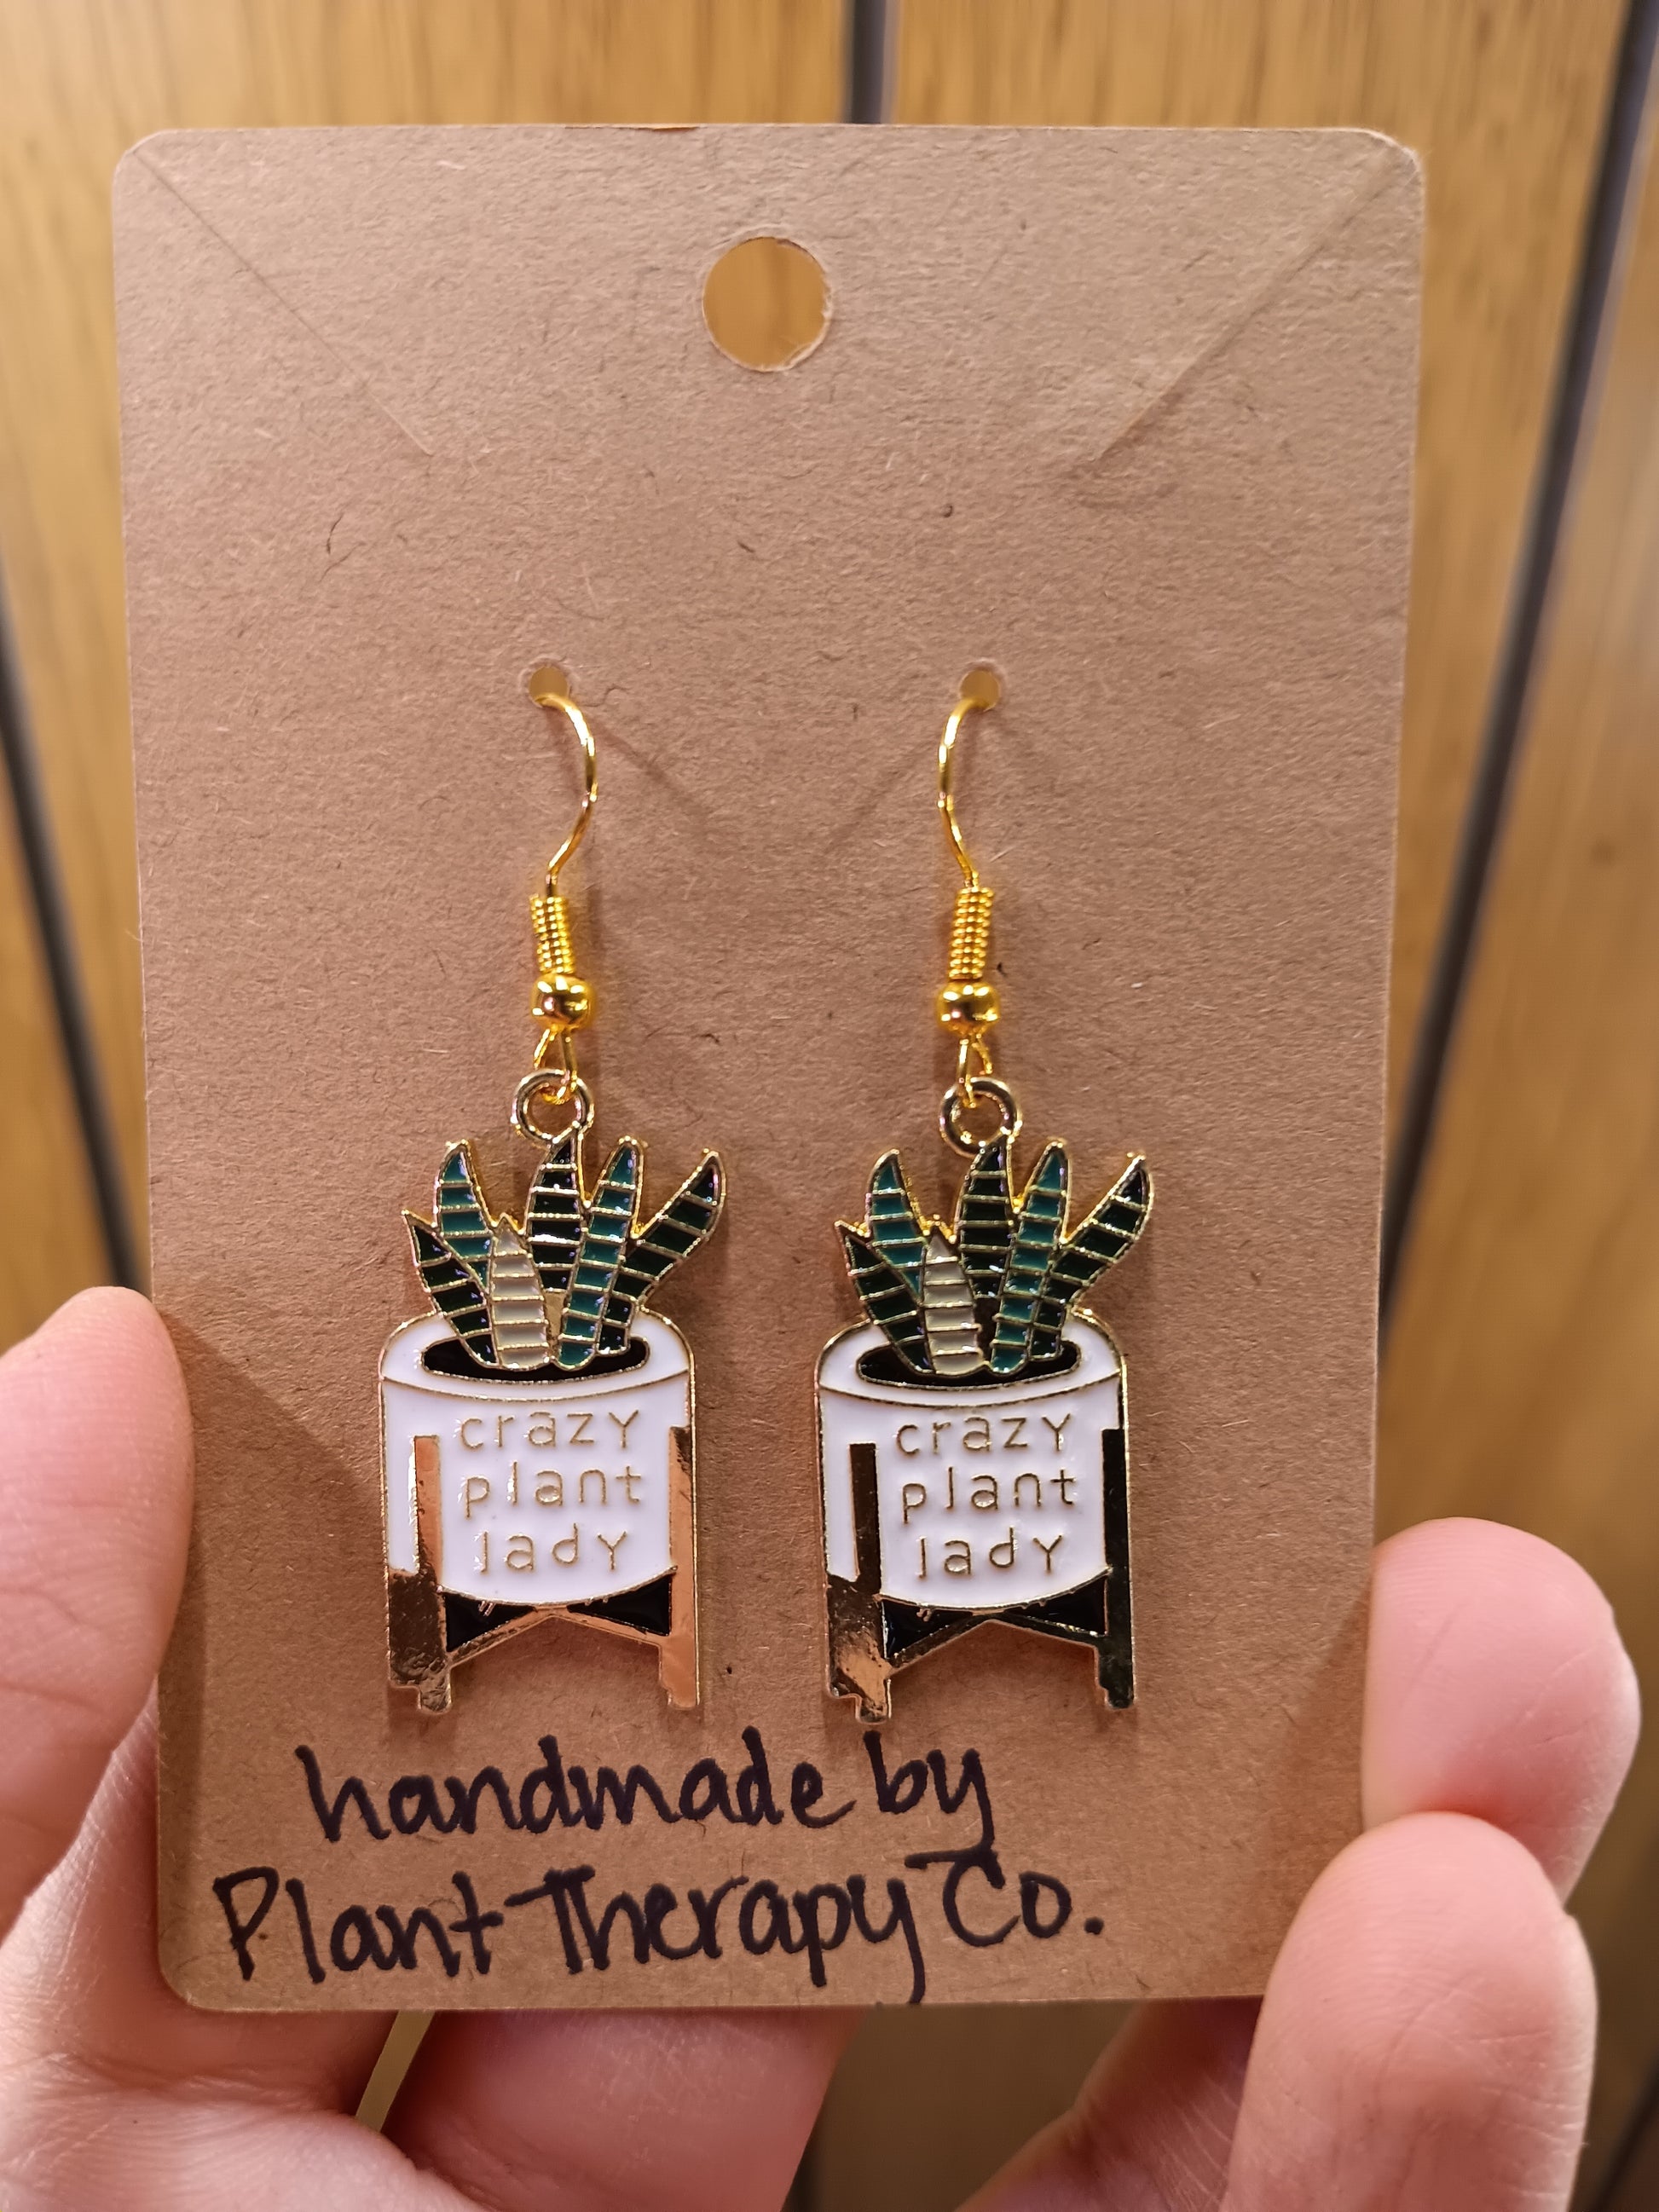 crazy
plant
lady
crazy
plant
lady
handmade by
Plant Therapy Co.